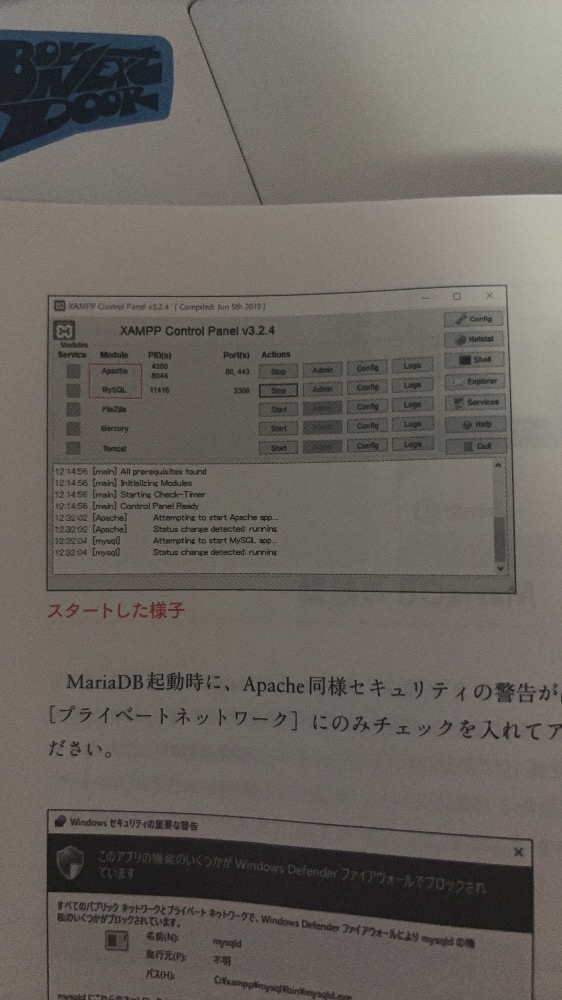 BOY NEXT DOOR
XAMPP Control Panel v3.2.4 [ Compiled: Jun 5th 2019 ]
XAMPP Control Panel v3.2.4
Config
Modules
Service Module PID(s) Port(s) Actions
Netstat
Apache 4300 8044 80, 443 Stop Admin Config Logs
Shell
MySQL 11416 3306 Stop Admin Config Logs
Explorer
FileZilla Start Admin Config Logs
Services
Mercury Start Admin Config Logs
Help
Tomcat Start Admin Config Logs
Quit
12:14:56 [main] All prerequisites found
12:14:56 [main] Initializing Modules
12:14:56 [main] Starting Check-Timer
12:14:56 [main] Control Panel Ready
12:32:02 [Apache] Attempting to start Apache app...
12:32:02 [Apache] Status change detected: running
12:32:04 [mysql] Attempting to start MySQL app...
12:32:04 [mysql] Status change detected: running
スタートした様子
MariaDB起動時に、Apache同様セキュリティの警告が
［プライベートネットワーク］にのみチェックを入れてア
ださい。
Windows セキュリティの重要な警告
このアプリの機能のいくつかが Windows Defender ファイアウォールでブロックされ
ています
すべてのパブリック ネットワークとプライベート ネットワークで、Windows Defender ファイアウォールにより mysqld の機
能のいくつかがブロックされています。
名前(N): mysqld
発行元(P): 不明
パス(H): C:¥xampp¥mysql¥bin¥mysqld.exe